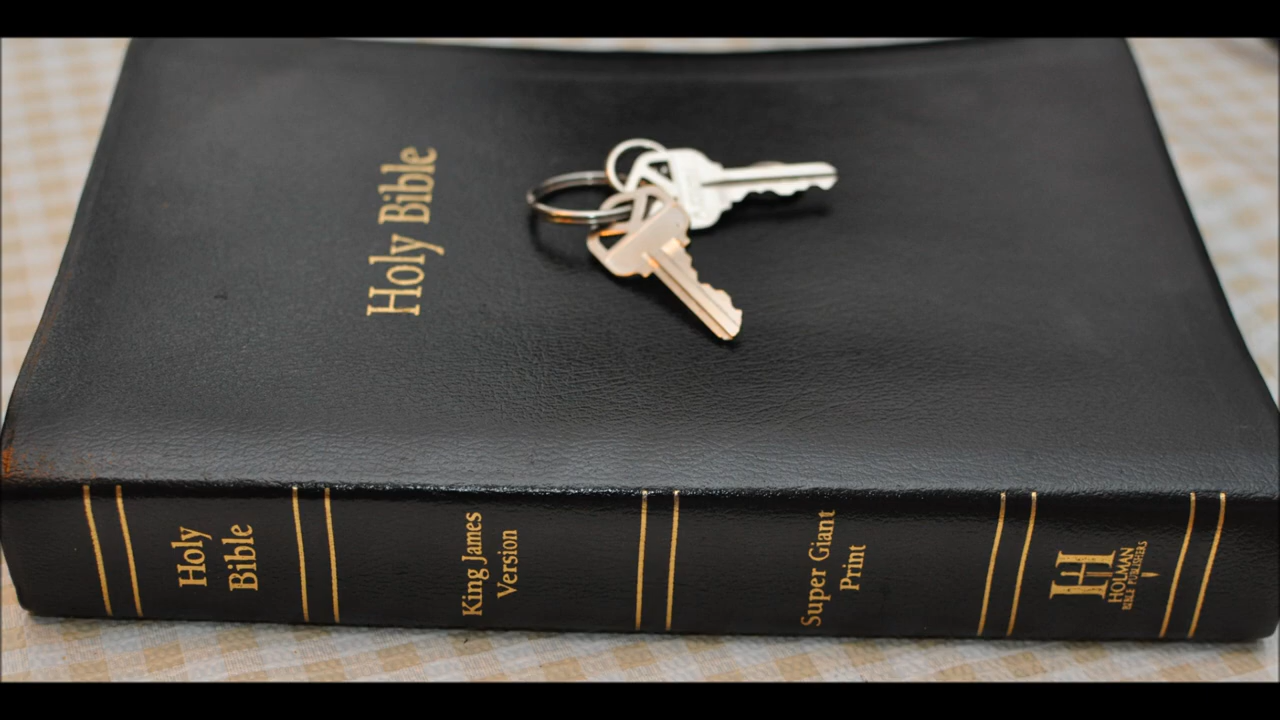 Holy Bible
Holy
Bible
King James
Version
Super Giant
Print
HOLMAN
BIBLE PUBLISHERS